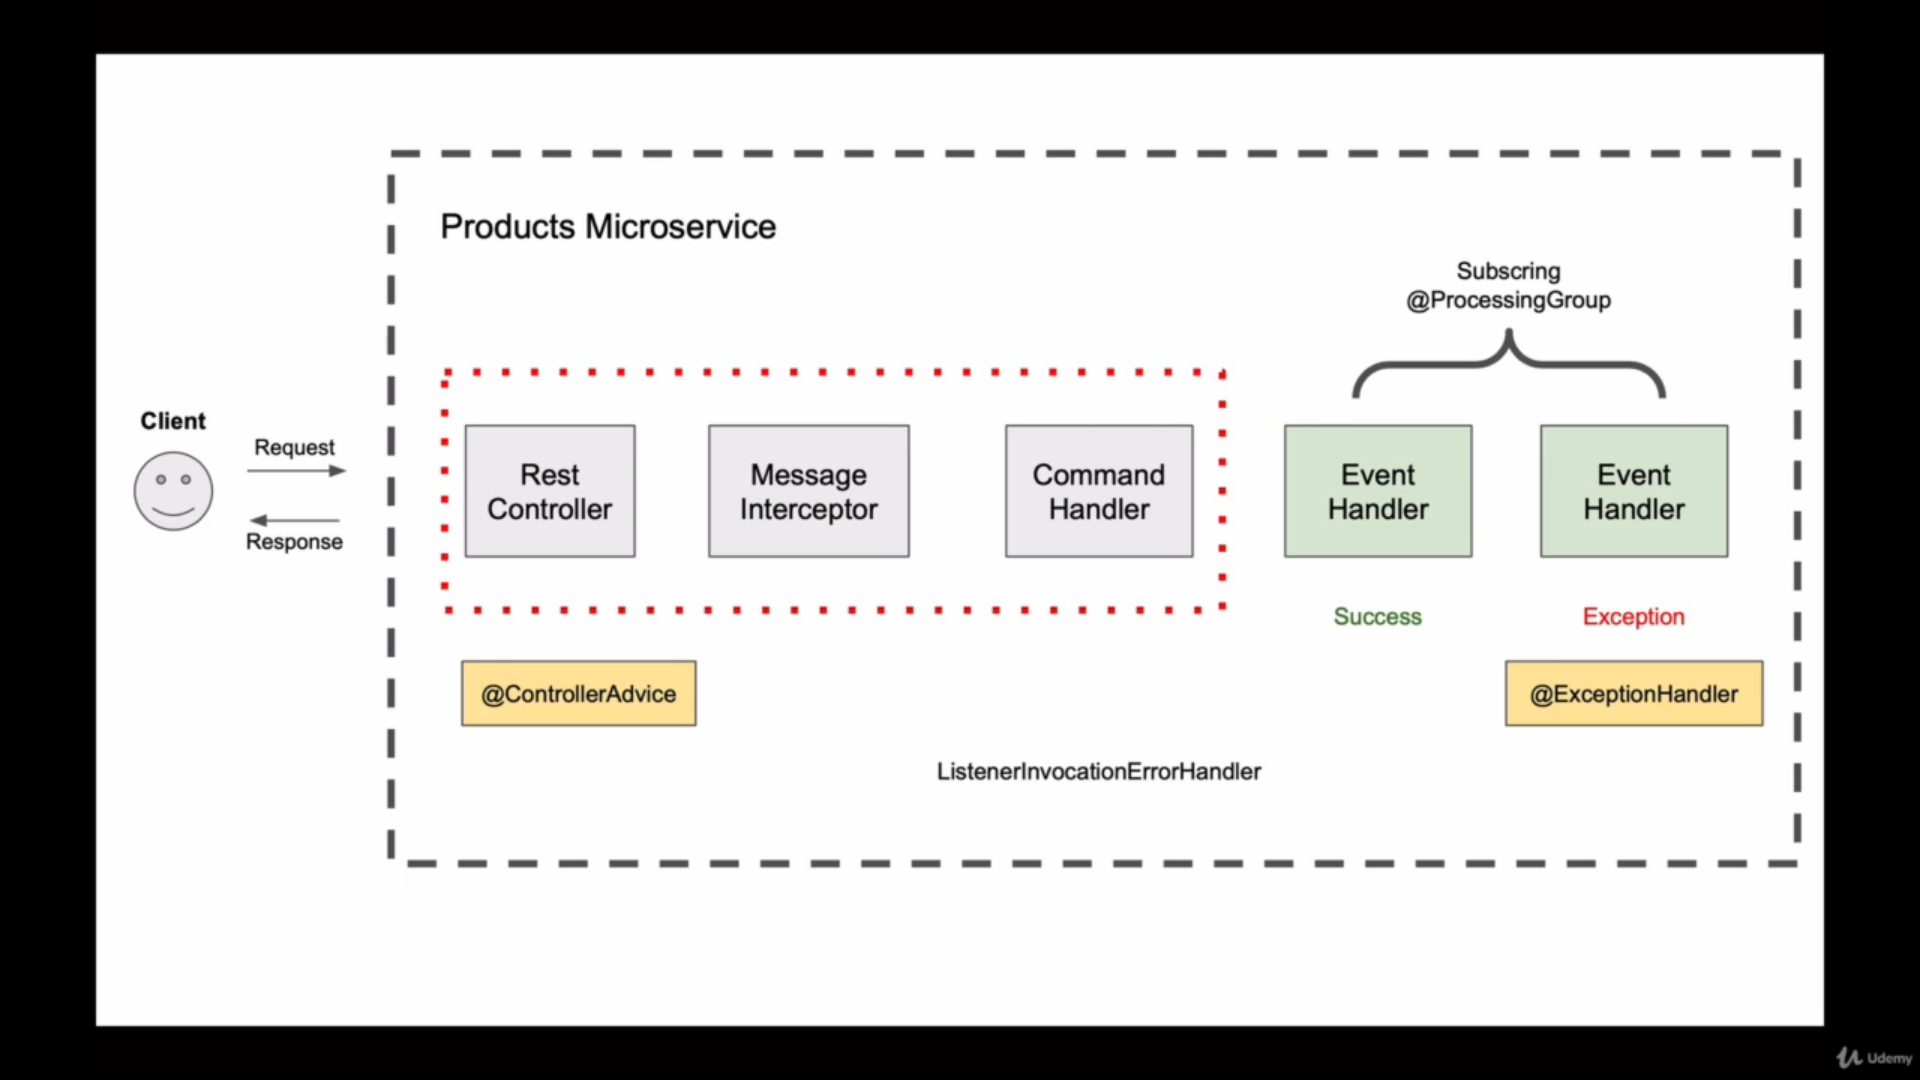 Products Microservice
Subscring
@ProcessingGroup
Client
Request
Response
Rest
Controller
Message
Interceptor
Command
Handler
Event
Handler
Event
Handler
Success
Exception
@ControllerAdvice
@ExceptionHandler
ListenerInvocationErrorHandler
Udemy